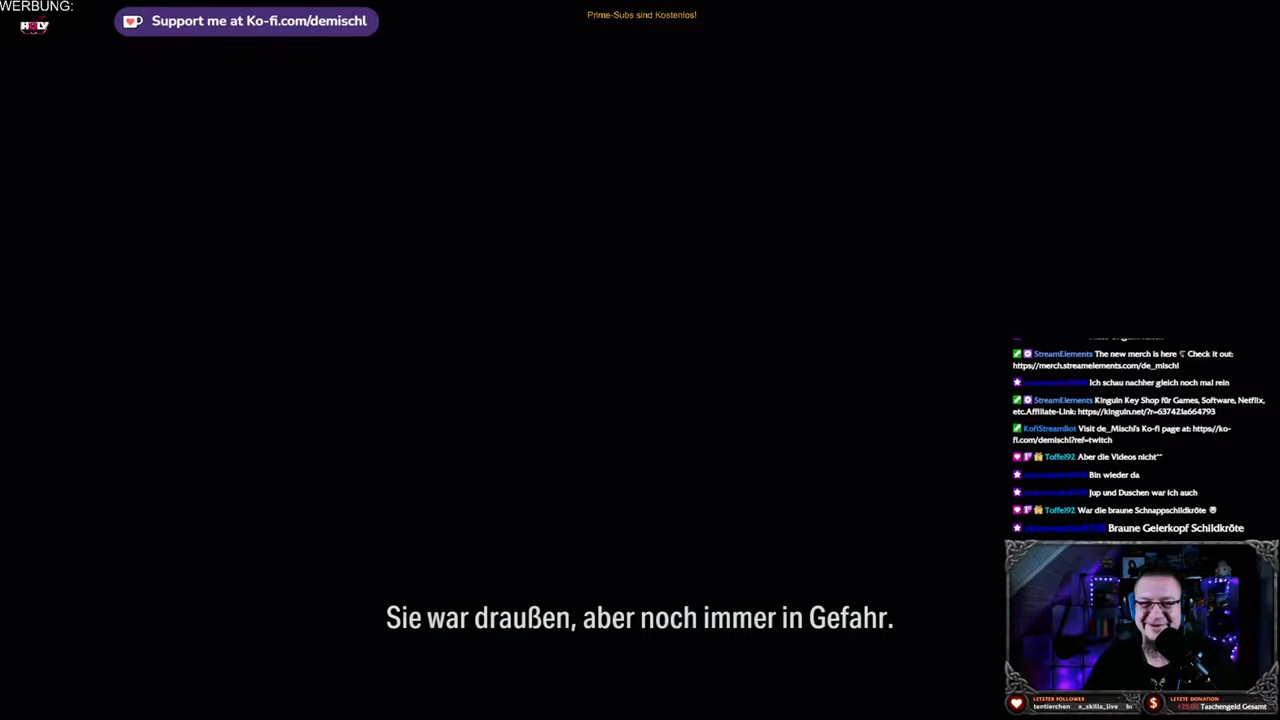 WERBUNG:
HOLY
Support me at Ko-fi.com/demischl
Prime-Subs sind Kostenlos!
StreamElements The new merch is here Check it out:
https://merch.streamelements.com/de_mischl
Ich schau nachher gleich noch mal rein
StreamElements Kinguin Key Shop für Games, Software, Netflix,
etc.Affiliate-Link: https://kinguin.net/?r=637421a664793
KofiStreamBot Visit de_Mischl's Ko-fi page at: https://ko-
fi.com/demischl?ref=twitch
Toffel92 Aber die Videos nicht^^
Bin wieder da
Jup und Duschen war ich auch
Toffel92 War die braune Schnappschildkröte
Braune Geierkopf Schildkröte
Sie war draußen, aber noch immer in Gefahr.
LETZTER FOLLOWER
tentierchen x_skills_live
LETZTE DONATION
Taschengeld Gesamt